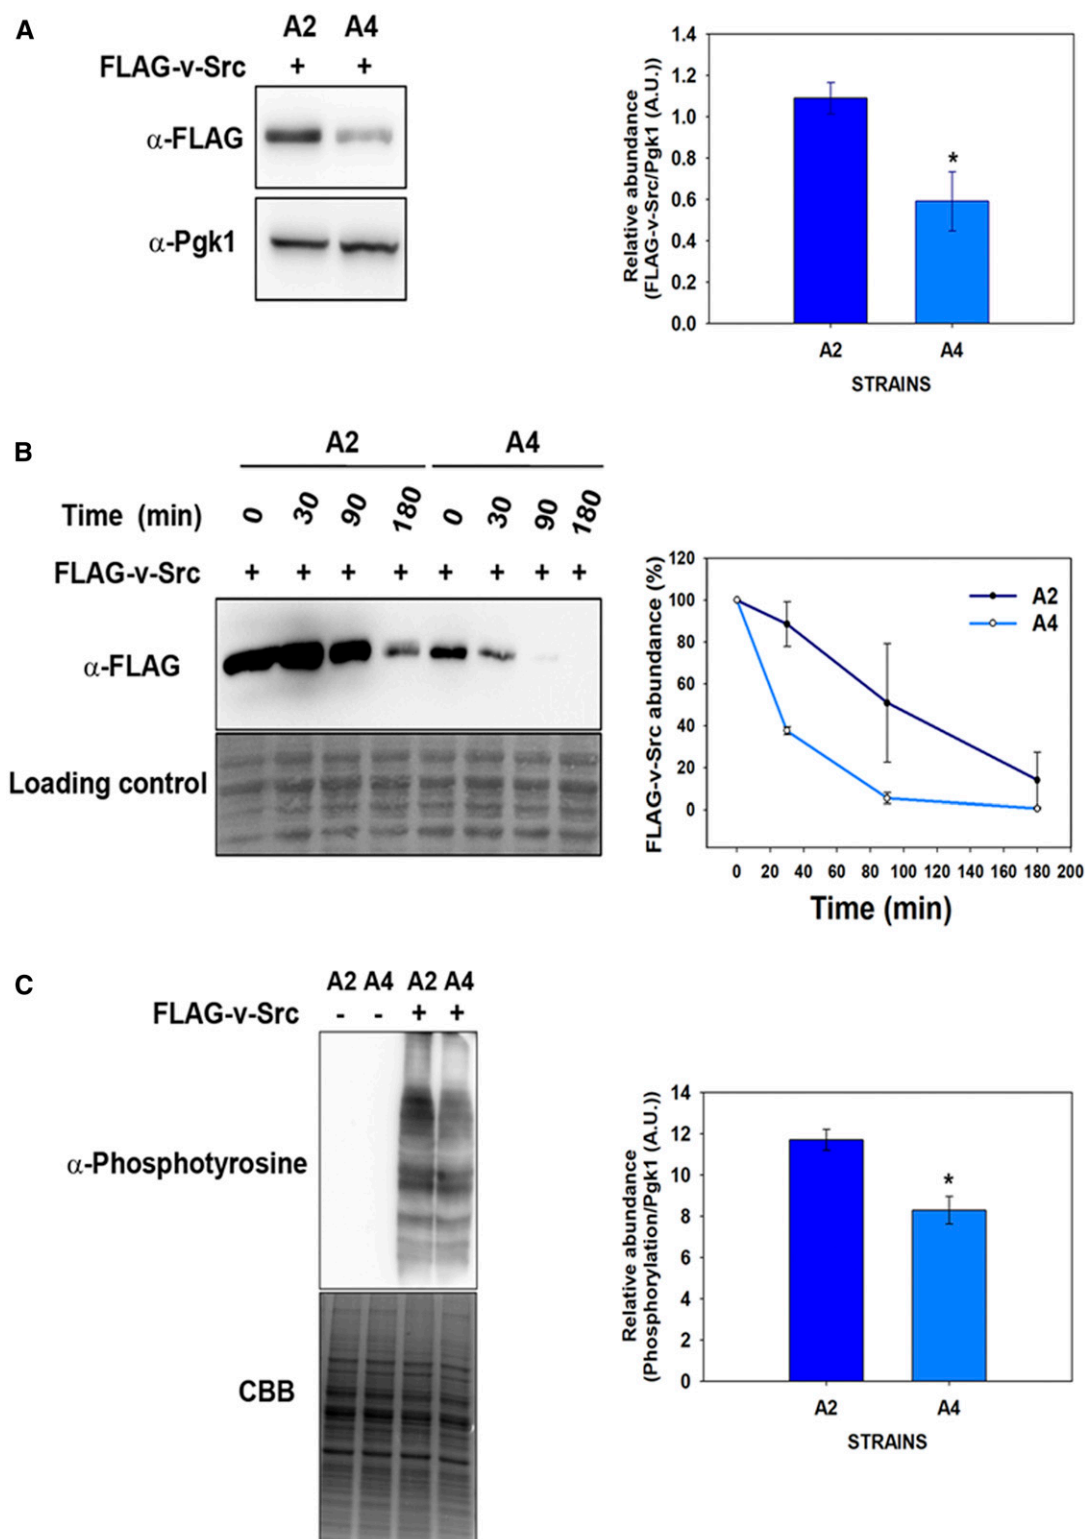 A
A2 A4
FLAG-v-Src + +
α-FLAG
α-Pgk1
Relative abundance
(FLAG-v-Src/Pgk1 (A.U.))
1.4
1.2
1.0
0.8
0.6
0.4
0.2
0.0
*
A2 A4
STRAINS
B
A2 A4
Time (min) 0 30 90 180 0 30 90 180
FLAG-v-Src + + + + + + + +
α-FLAG
Loading control
FLAG-v-Src abundance (%)
120
100
80
60
40
20
0
A2
A4
0 20 40 60 80 100 120 140 160 180 200
Time (min)
C
A2 A4 A2 A4
FLAG-v-Src - - + +
α-Phosphotyrosine
CBB
Relative abundance
(Phosphorylation/Pgk1 (A.U.))
14
12
10
8
6
4
2
0
*
A2 A4
STRAINS